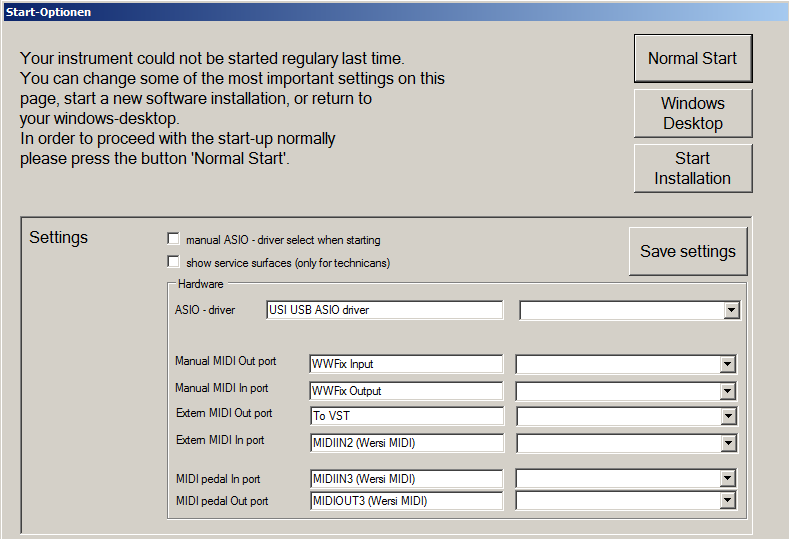 Start-Optionen
Your instrument could not be started regulary last time.
You can change some of the most important settings on this
page, start a new software installation, or return to
your windows-desktop.
In order to proceed with the start-up normally
please press the button 'Normal Start'.
Normal Start
Windows
Desktop
Start
Installation
Settings
manual ASIO - driver select when starting
show service surfaces (only for technicans)
Save settings
Hardware
ASIO - driver USI USB ASIO driver
Manual MIDI Out port WWFix Input
Manual MIDI In port WWFix Output
Extern MIDI Out port To VST
Extern MIDI In port MIDIIN2 (Wersi MIDI)
MIDI pedal In port MIDIIN3 (Wersi MIDI)
MIDI pedal Out port MIDIOUT3 (Wersi MIDI)